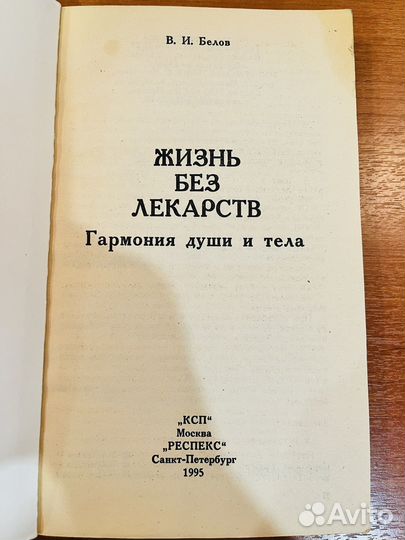 В. И. Белов
ЖИЗНЬ
БЕЗ
ЛЕКАРСТВ
Гармония души и тела
„КСП“
Москва
„РЕСПЕКС“
Санкт-Петербург
1995
Avito